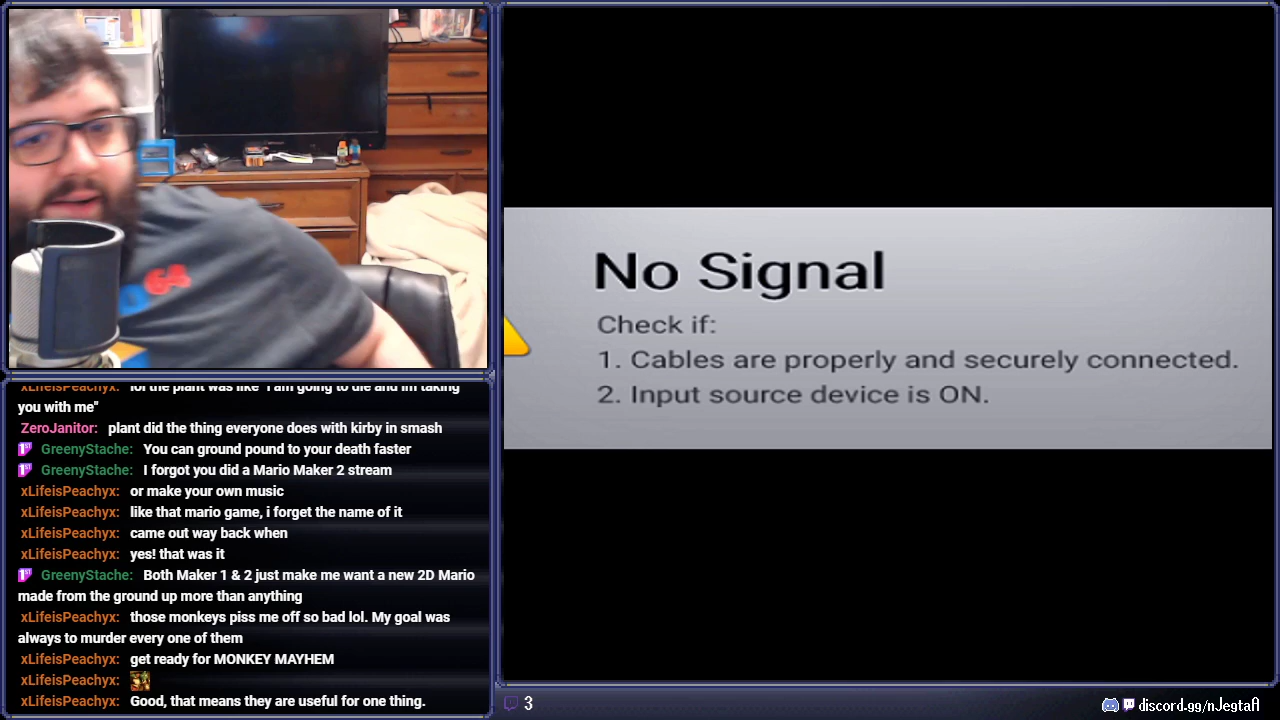 64
No Signal
Check if:
1. Cables are properly and securely connected.
2. Input source device is ON.
xLifeisPeachyx: lol the plant was like "I am going to die and im taking
you with me"
ZeroJanitor: plant did the thing everyone does with kirby in smash
GreenyStache: You can ground pound to your death faster
GreenyStache: I forgot you did a Mario Maker 2 stream
xLifeisPeachyx: or make your own music
xLifeisPeachyx: like that mario game, i forget the name of it
xLifeisPeachyx: came out way back when
xLifeisPeachyx: yes! that was it
GreenyStache: Both Maker 1 & 2 just make me want a new 2D Mario
made from the ground up more than anything
xLifeisPeachyx: those monkeys piss me off so bad lol. My goal was
always to murder every one of them
xLifeisPeachyx: get ready for MONKEY MAYHEM
xLifeisPeachyx:
xLifeisPeachyx: Good, that means they are useful for one thing.
3